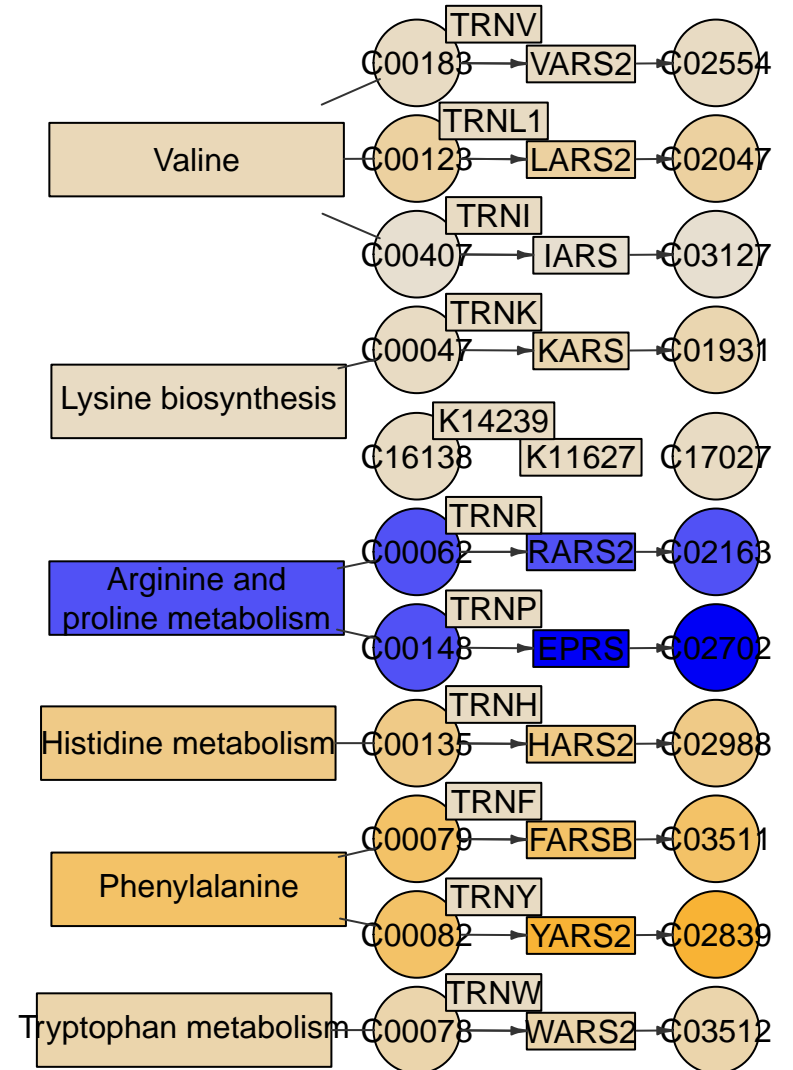 TRNV
C00183 VARS2 C02554
TRNL1
Valine C00123 LARS2 C02047
TRNI
C00407 IARS C03127
TRNK
C00047 KARS C01931
Lysine biosynthesis
K14239
C16138 K11627 C17027
TRNR
C00062 RARS2 C02163
Arginine and
proline metabolism
TRNP
C00148 EPRS C02702
TRNH
Histidine metabolism C00135 HARS2 C02988
TRNF
C00079 FARSB C03511
Phenylalanine
TRNY
C00082 YARS2 C02839
TRNW
Tryptophan metabolism C00078 WARS2 C03512